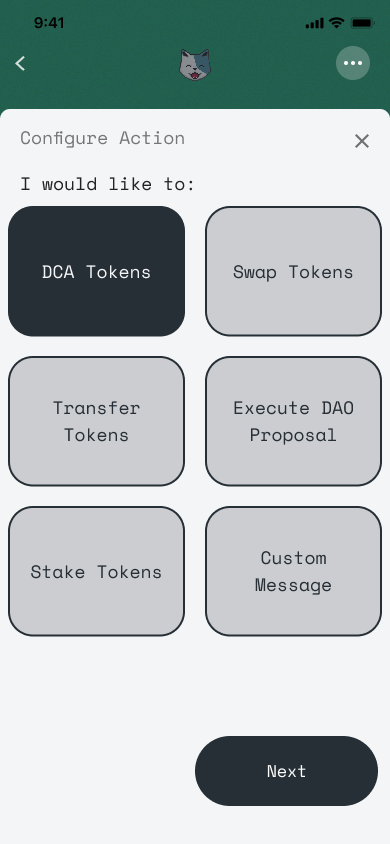 9:41
Configure Action
I would like to:
DCA Tokens
Swap Tokens
Transfer
Tokens
Execute DAO
Proposal
Stake Tokens
Custom
Message
Next